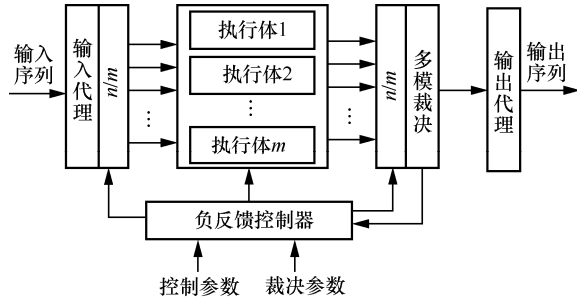 输入
序列
输入代理
n/m
…
执行体1
执行体2
…
执行体m
…
n/m
多模裁决
输出代理
输出
序列
负反馈控制器
控制参数
裁决参数